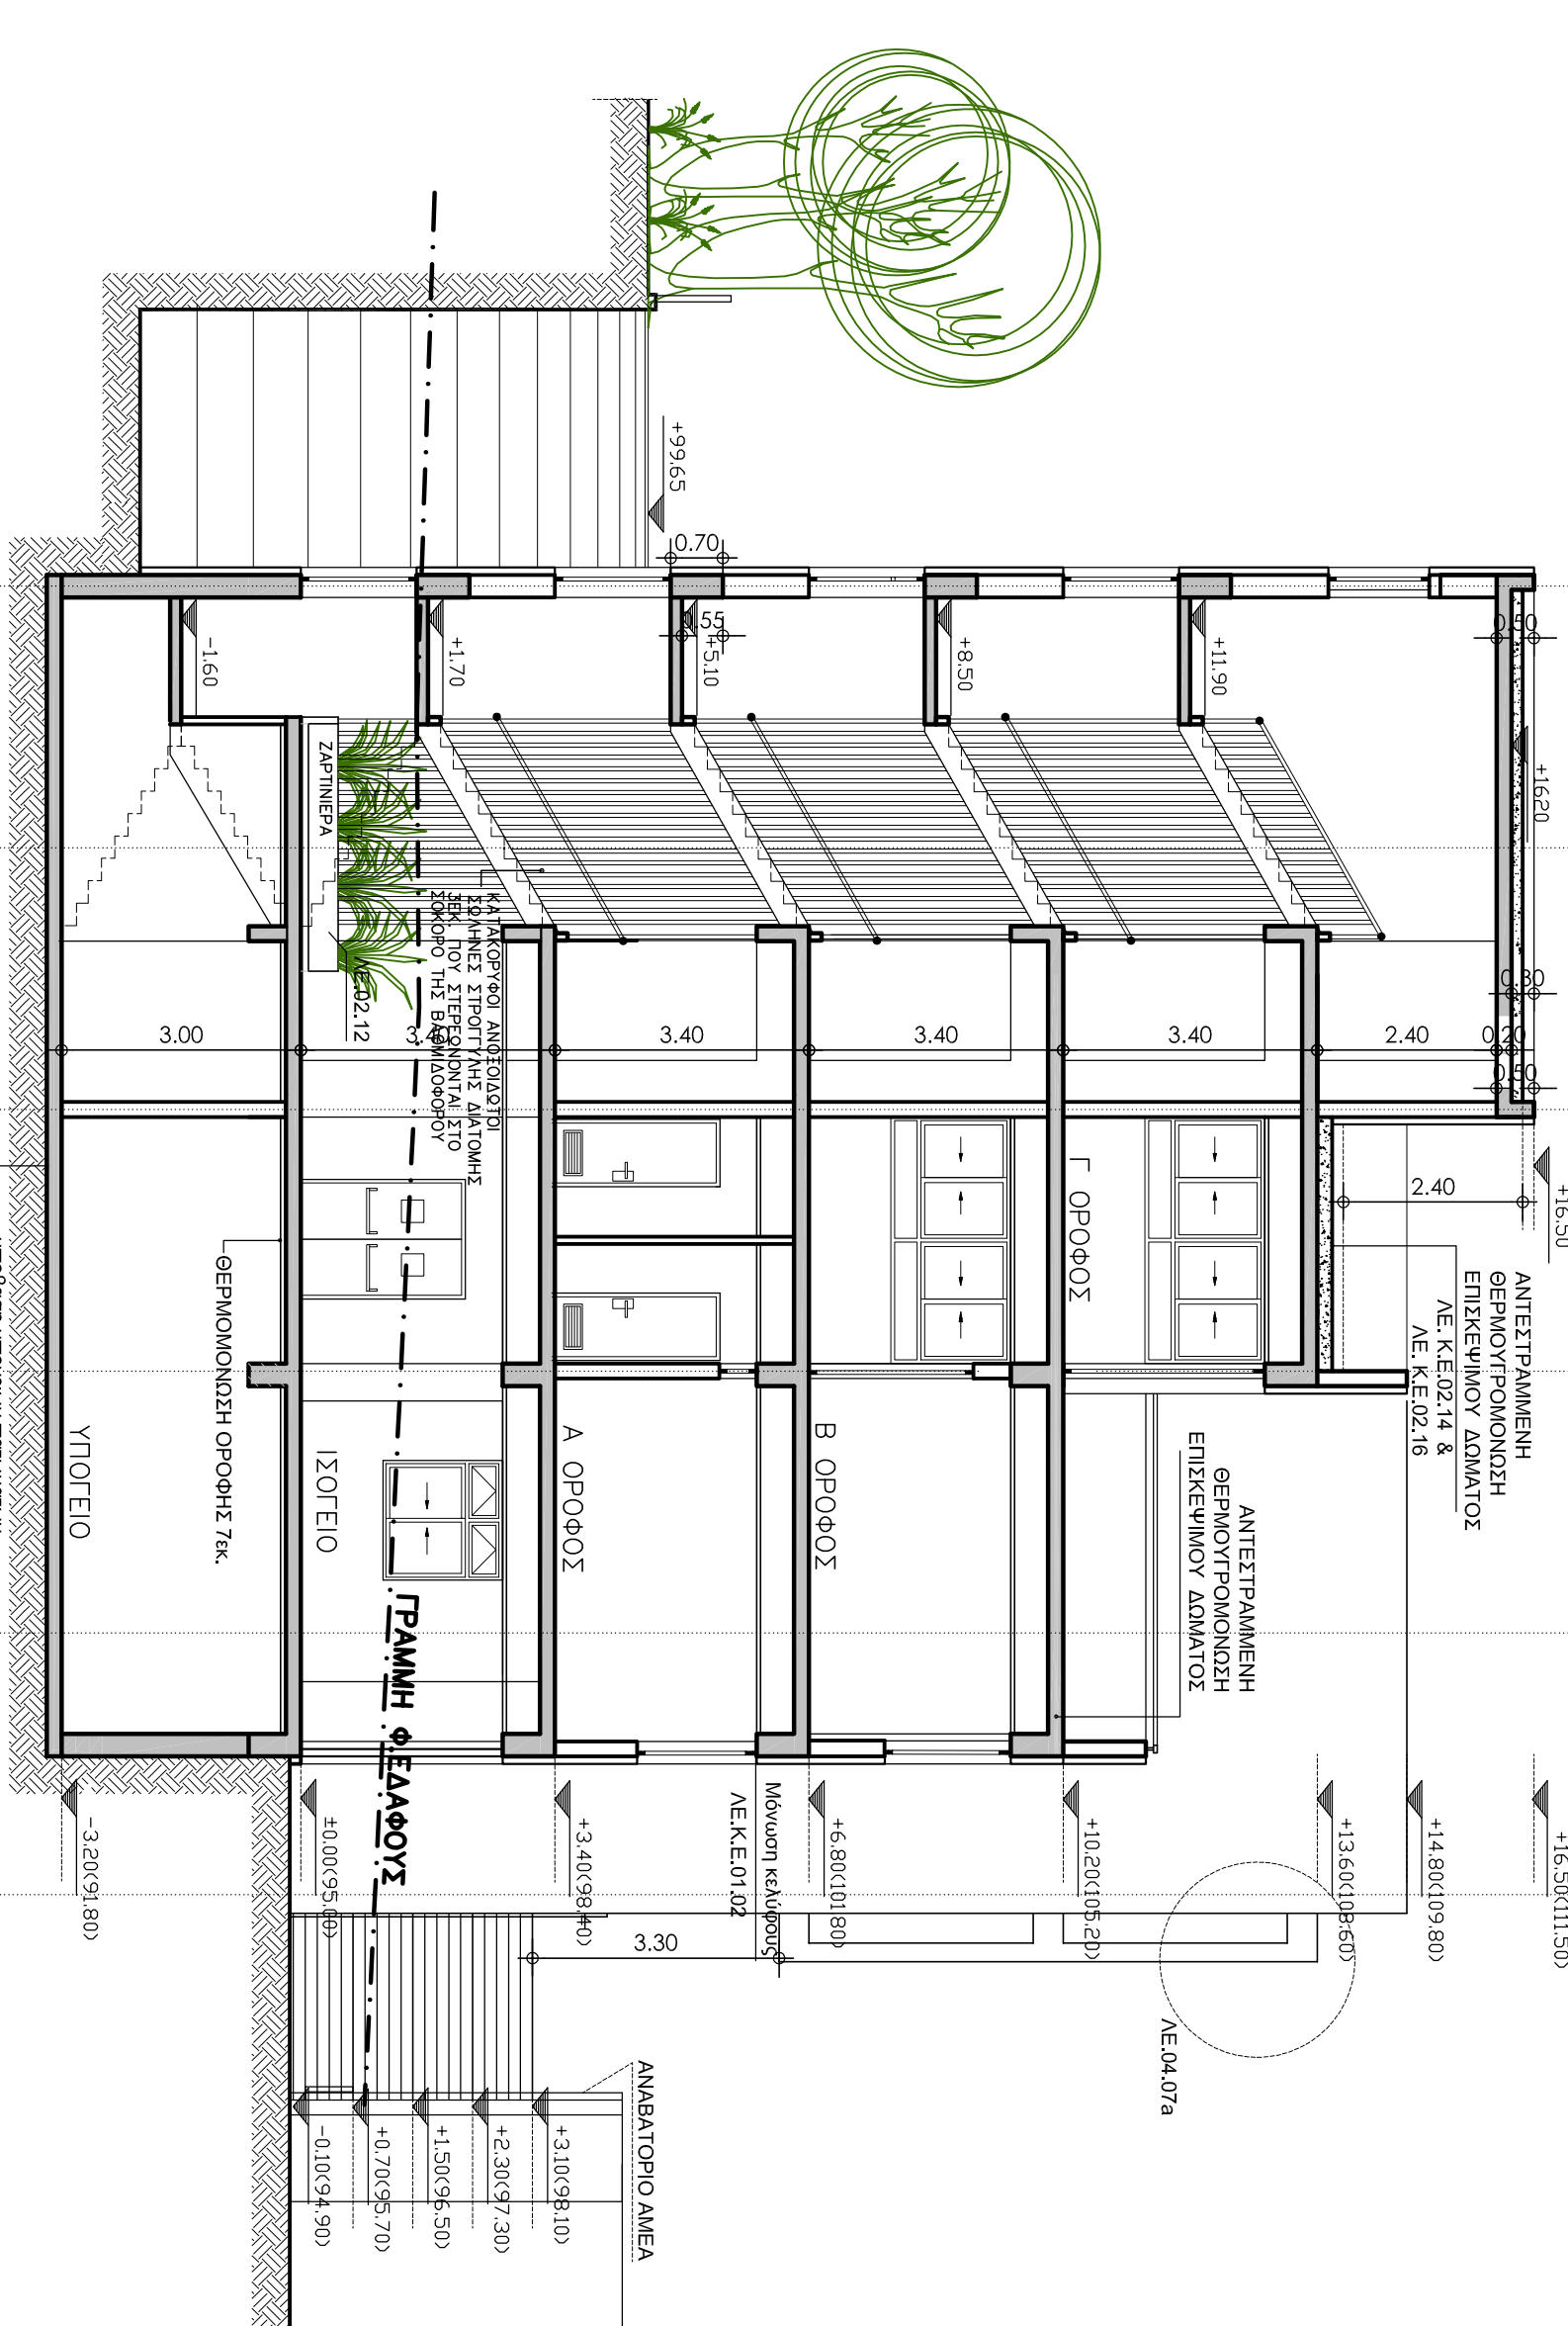 +99.65
0.70
0.55
0.50
-1.60
+1.70
+5.10
+8.50
+11.90
+1620
ΖΑΡΤΙΝΙΕΡΑ
ΛΕ.02.12
ΚΑΤΑΚΟΡΥΦΟΙ ΑΝΟΞΟΙΔΩΤΟΙ
ΣΩΛΗΝΕΣ ΣΤΡΟΓΓΥΛΗΣ ΔΙΑΤΟΜΗΣ
3ΕΚ. ΠΟΥ ΣΤΕΡΕΩΝΟΝΤΑΙ ΣΤΟ
ΣΟΚΟΡΟ ΤΗΣ ΒΑΘΜΙΔΟΦΟΡΟΥ
3.00
3.40
3.40
3.40
3.40
2.40
0.20
0.30
0.50
+16.50
2.40
ΑΝΤΕΣΤΡΑΜΜΕΝΗ
ΘΕΡΜΟΥΓΡΟΜΟΝΩΣΗ
ΕΠΙΣΚΕΨΙΜΟΥ ΔΩΜΑΤΟΣ
ΛΕ. Κ.Ε.02.14 &
ΛΕ. Κ.Ε.02.16
Γ ΟΡΟΦΟΣ
Β ΟΡΟΦΟΣ
Α ΟΡΟΦΟΣ
ΙΣΟΓΕΙΟ
ΥΠΟΓΕΙΟ
ΘΕΡΜΟΜΟΝΩΣΗ ΟΡΟΦΗΣ 7εκ.
ΑΝΤΕΣΤΡΑΜΜΕΝΗ
ΘΕΡΜΟΥΓΡΟΜΟΝΩΣΗ
ΕΠΙΣΚΕΨΙΜΟΥ ΔΩΜΑΤΟΣ
ΓΡΑΜΜΗ Φ.ΕΔΑΦΟΥΣ
Μόνωση κελύφους
ΛΕ.Κ.Ε.01.02
+16.50(111.50)
+14.80(109.80)
+13.60(108.60)
+10.20(105.20)
+6.80(101.80)
+3.40(98.40)
±0.00(95.00)
-3.20(91.80)
3.30
ΛΕ.04.07a
ΑΝΑΒΑΤΟΡΙΟ ΑΜΕΑ
+3.10(98.10)
+2.30(97.30)
+1.50(96.50)
+0.70(95.70)
-0.10(94.90)